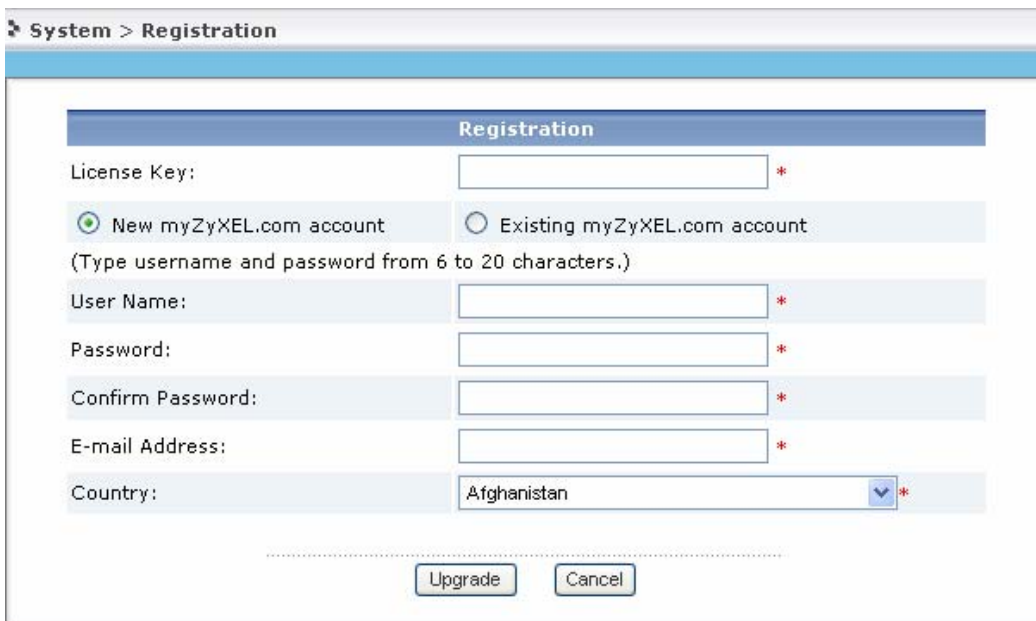 System > Registration
Registration
License Key: *
New myZyXEL.com account Existing myZyXEL.com account
(Type username and password from 6 to 20 characters.)
User Name: *
Password: *
Confirm Password: *
E-mail Address: *
Country: Afghanistan *
Upgrade Cancel